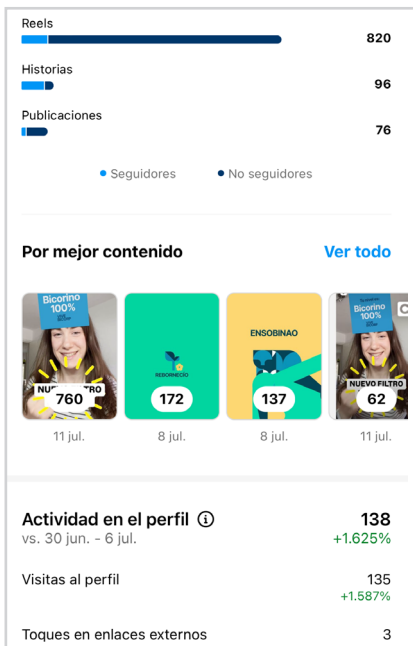 Reels
820
Historias
96
Publicaciones
76
Seguidores No seguidores
Por mejor contenido Ver todo
Bicorino
100%
NUEVO FILTRO
760
REBORNECIO
172
ENSOBINAO
137
Bicorino
100%
NUEVO FILTRO
62
11 jul. 8 jul. 8 jul. 11 jul.
Actividad en el perfil 138
vs. 30 jun. - 6 jul. +1.625%
Visitas al perfil 135
+1.587%
Toques en enlaces externos 3